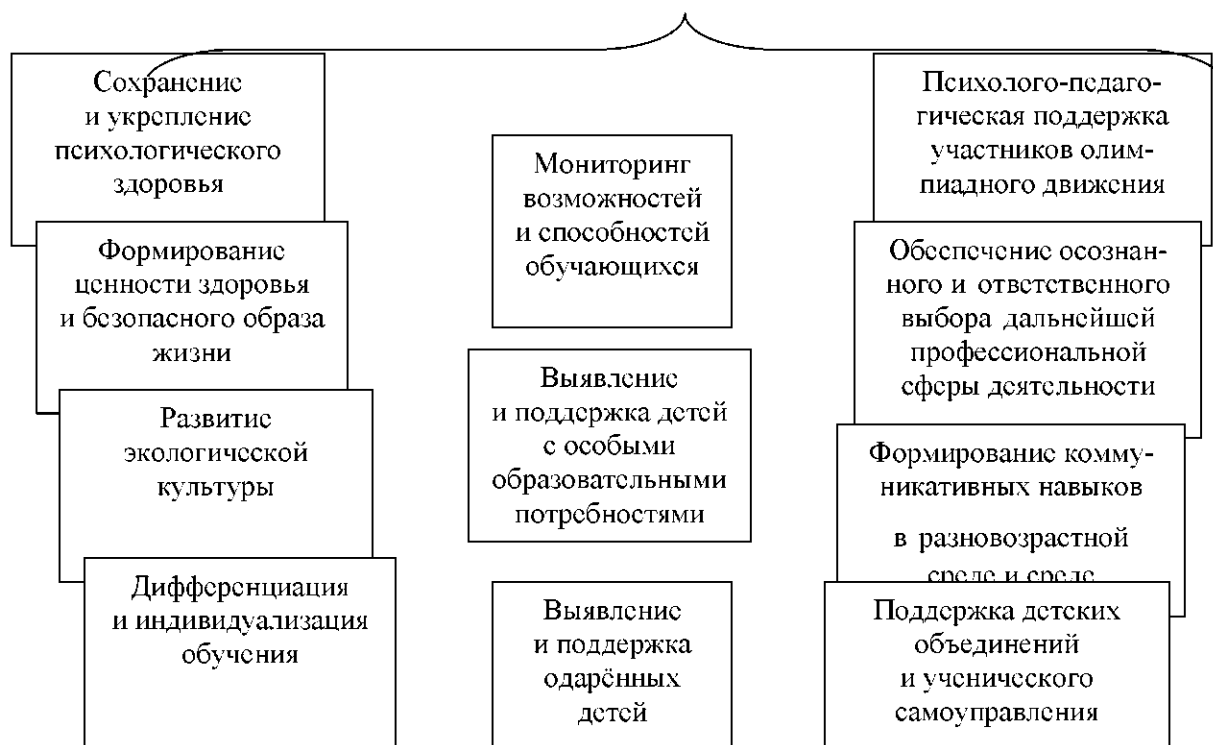 Сохранение
и укрепление
психологического
здоровья
Формирование
ценности здоровья
и безопасного образа
жизни
Развитие
экологической
культуры
Дифференциация
и индивидуализация
обучения
Мониторинг
возможностей
и способностей
обучающихся
Выявление
и поддержка детей
с особыми
образовательными
потребностями
Выявление
и поддержка
одарённых
детей
Психолого-педаго-
гическая поддержка
участников олим-
пиадного движения
Обеспечение осознан-
ного и ответственного
выбора дальнейшей
профессиональной
сферы деятельности
Формирование комму-
никативных навыков
в разновозрастной
среде и среде
Поддержка детских
объединений
и ученического
самоуправления